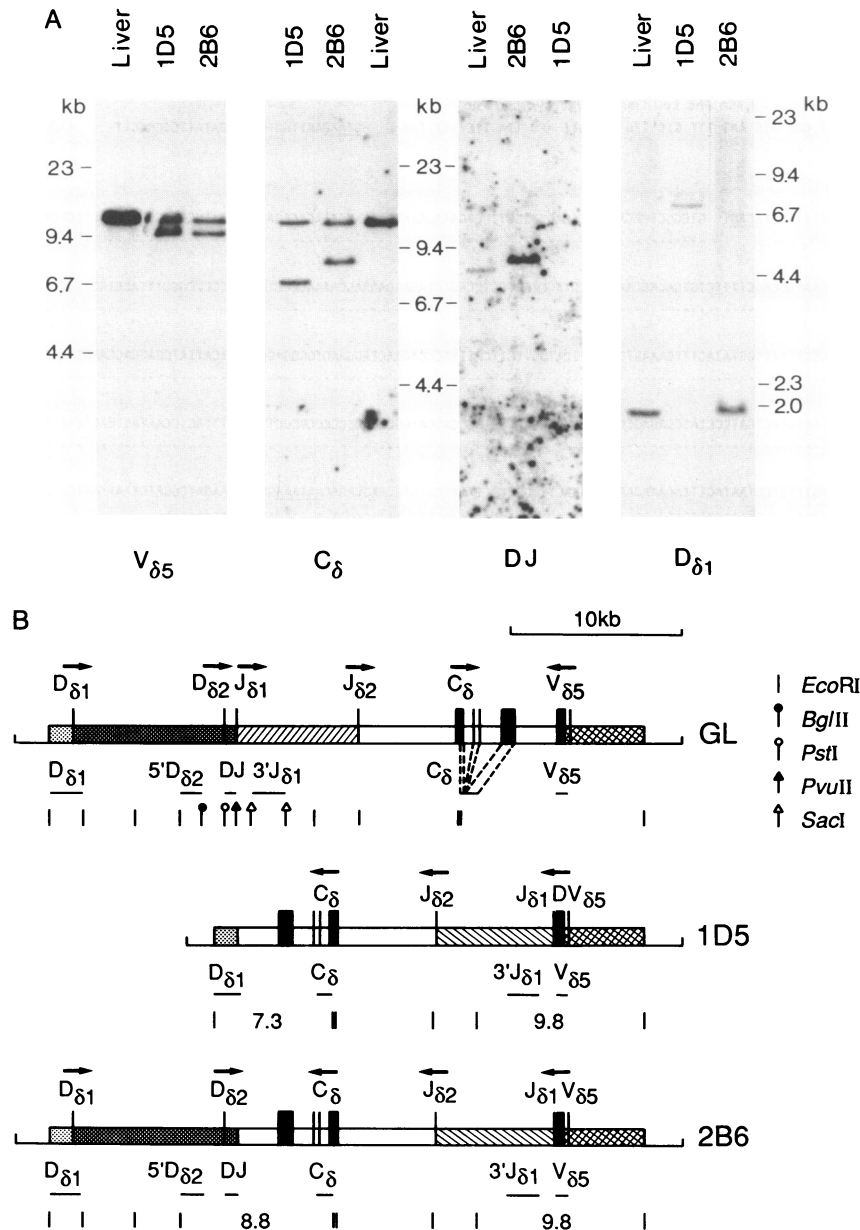 A
Liver 1D5 2B6
1D5 2B6 Liver
Liver 2B6 1D5
Liver 1D5 2B6
kb
23
9.4
6.7
4.4
kb
23
9.4
6.7
4.4
kb
23
9.4
6.7
4.4
2.3
2.0
Vδ5 Cδ DJ Dδ1
B
10kb
Dδ1 Dδ2 Jδ1 Jδ2 Cδ Vδ5
GL
Dδ1 5'Dδ2 DJ 3'Jδ1 Cδ Vδ5
EcoRI
BglII
PstI
PvuII
SacI
Cδ Jδ2 Jδ1 DVδ5
1D5
Dδ1 Cδ 3'Jδ1 Vδ5
7.3 9.8
Dδ1 Dδ2 Cδ Jδ2 Jδ1 Vδ5
2B6
Dδ1 5'Dδ2 DJ Cδ 3'Jδ1 Vδ5
8.8 9.8